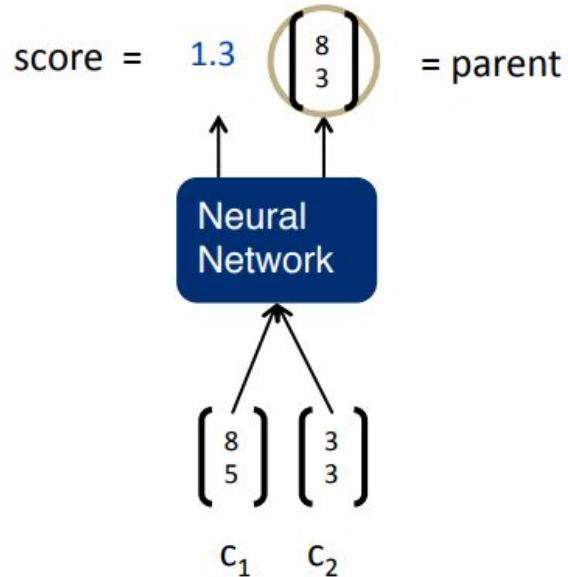 score = 1.3 [8 3] = parent
Neural
Network
[8 5] [3 3]
c₁ c₂